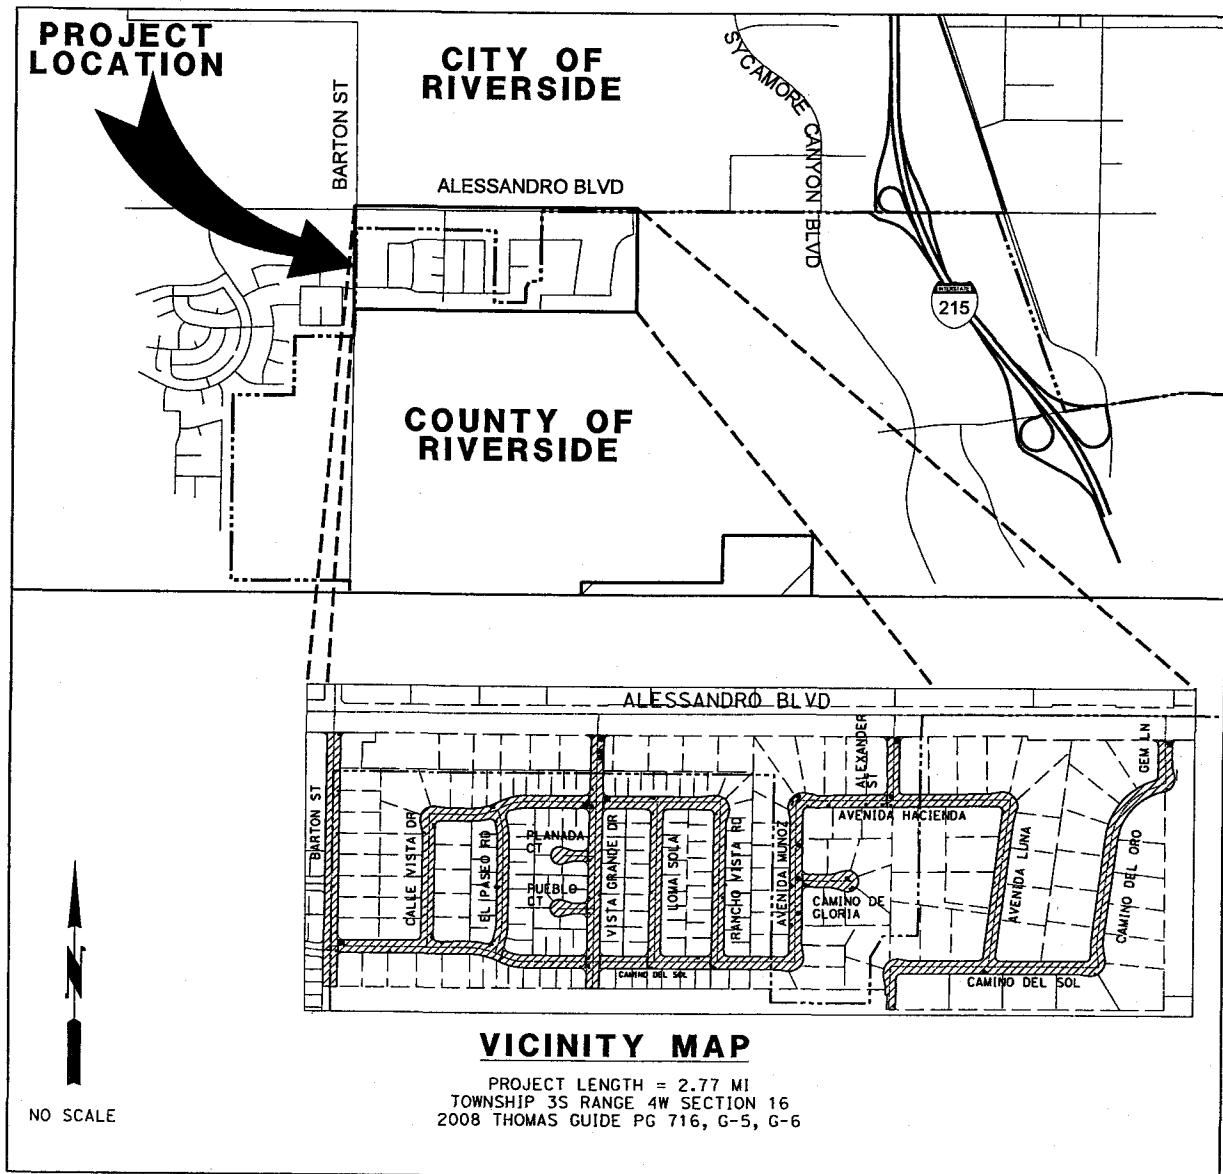 PROJECT
LOCATION
CITY OF
RIVERSIDE
BARTON ST
ALESSANDRO BLVD
SYCAMORE CANYON BLVD
INTERSTATE
215
COUNTY OF
RIVERSIDE
ALESSANDRO BLVD
BARTON ST
CALLE VISTA DR
EL PASEO RD
PLANADA
CT
PUEBLO
CT
VISTA GRANDE DR
LOMA SOLA
RANCHO VISTA RD
AVENIDA MUNOZ
ALEXANDER
ST
AVENIDA HACIENDA
CAMINO DE
GLORIA
AVENIDA LUNA
CAMINO DEL ORO
GEM LN
CAMINO DEL SOL
CAMINO DEL SOL
N
NO SCALE
VICINITY MAP
PROJECT LENGTH = 2.77 MI
TOWNSHIP 3S RANGE 4W SECTION 16
2008 THOMAS GUIDE PG 716, G-5, G-6